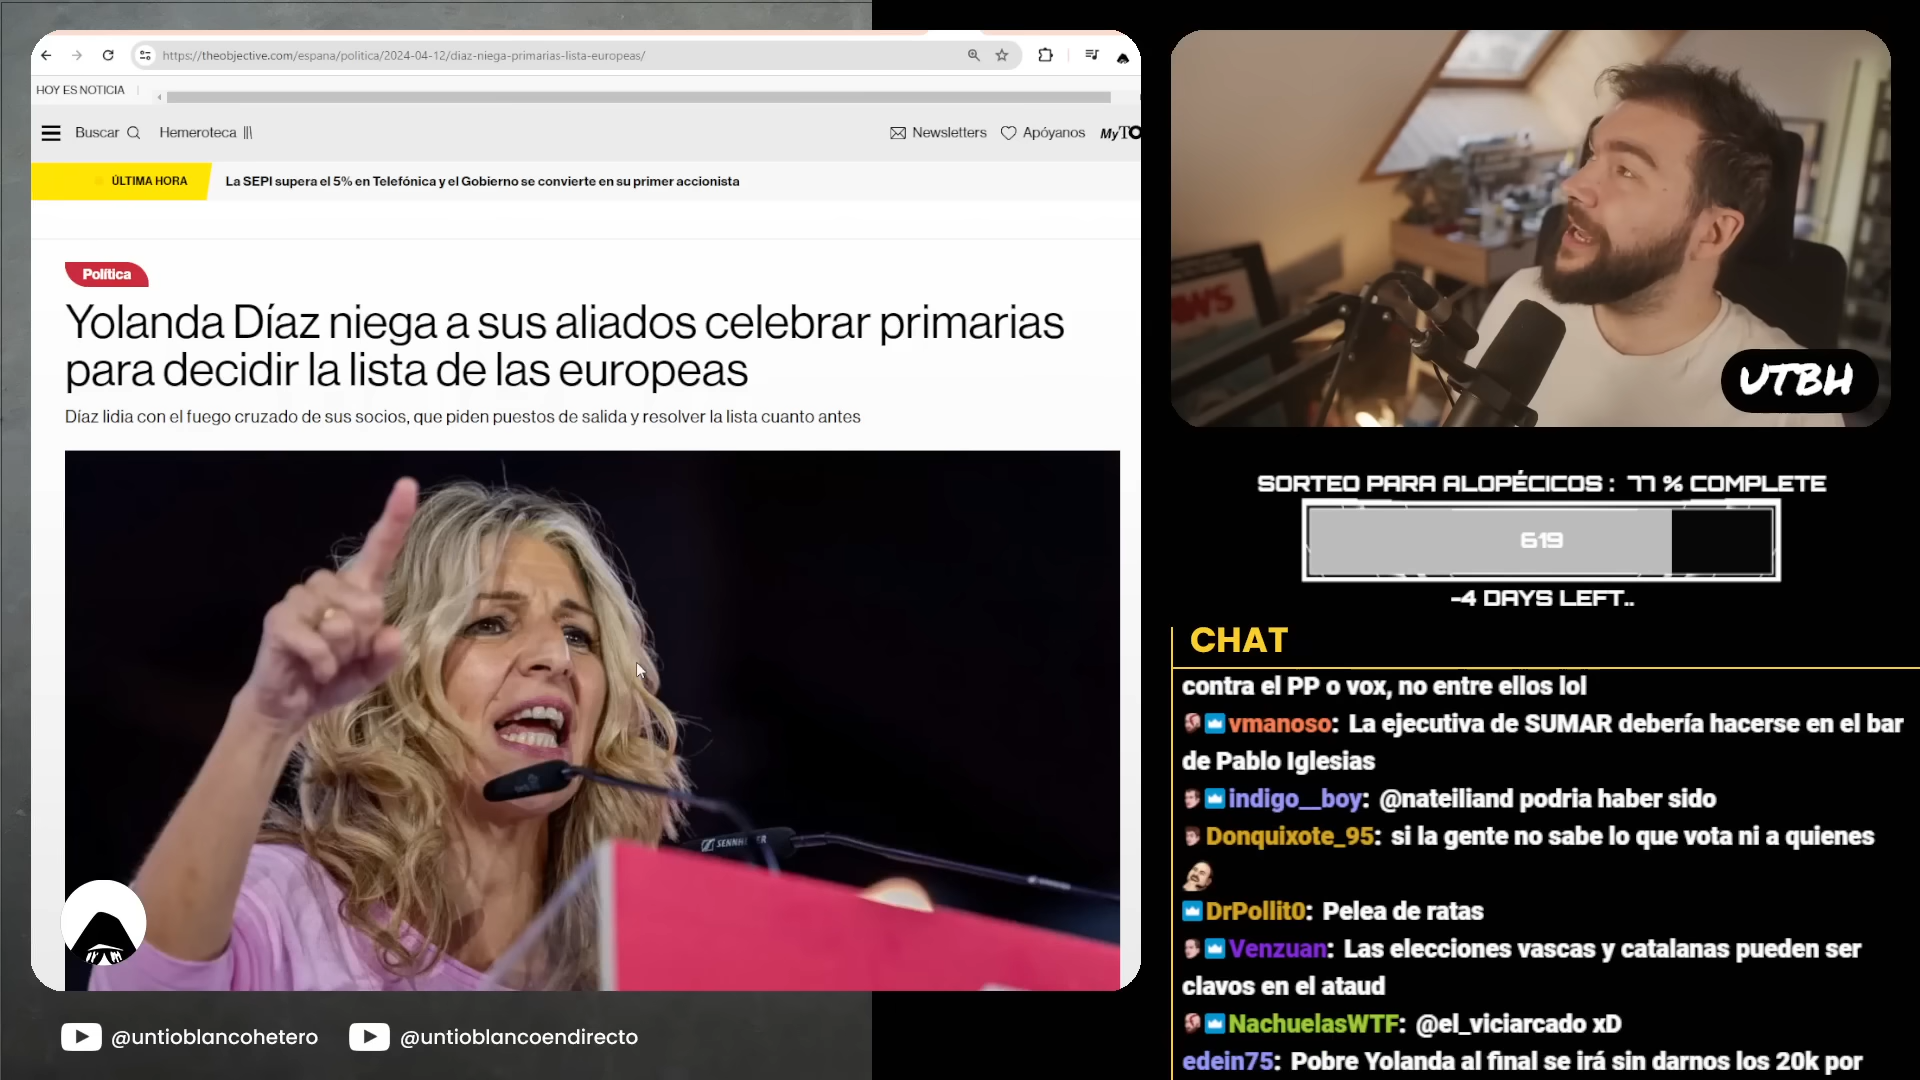 https://theobjective.com/espana/politica/2024-04-12/diaz-niega-primarias-lista-europeas/
HOY ES NOTICIA
Buscar
Hemeroteca
Newsletters
Apóyanos
MyTO
ÚLTIMA HORA
La SEPI supera el 5% en Telefónica y el Gobierno se convierte en su primer accionista
Política
Yolanda Díaz niega a sus aliados celebrar primarias
para decidir la lista de las europeas
Díaz lidia con el fuego cruzado de sus socios, que piden puestos de salida y resolver la lista cuanto antes
@untioblancohetero
@untioblancoendirecto
UTBH
SORTEO PARA ALOPÉCICOS : 77 % COMPLETE
619
-4 DAYS LEFT..
CHAT
contra el PP o vox, no entre ellos lol
vmanoso: La ejecutiva de SUMAR debería hacerse en el bar
de Pablo Iglesias
indigo__boy: @nateiliand podria haber sido
Donquixote_95: si la gente no sabe lo que vota ni a quienes
DrPollit0: Pelea de ratas
Venzuan: Las elecciones vascas y catalanas pueden ser
clavos en el ataud
NachuelasWTF: @el_viciarcado xD
edein75: Pobre Yolanda al final se irá sin darnos los 20k por